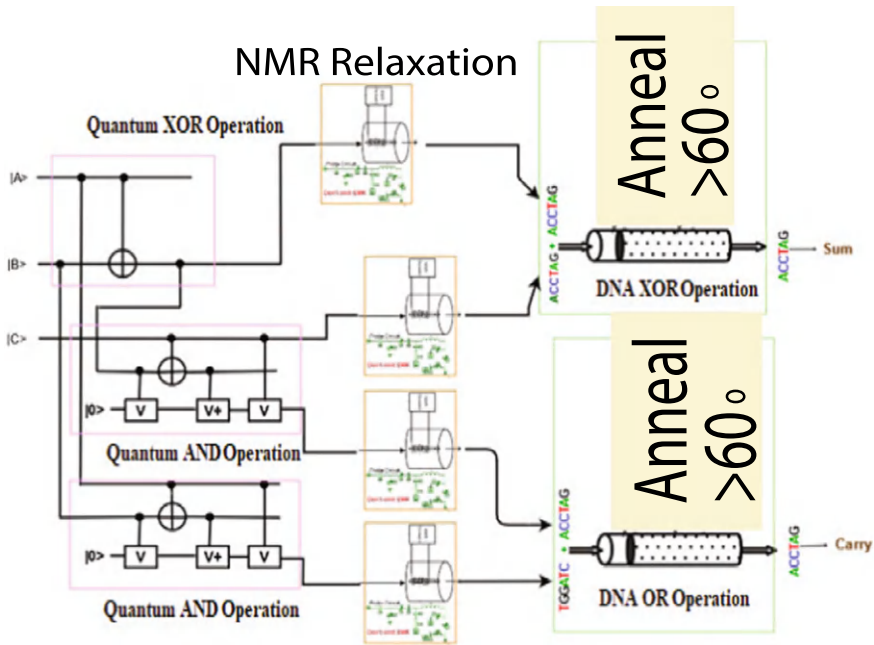 NMR Relaxation
Anneal
>60°
Quantum XOR Operation
|A>
|B>
ACCTAG + ACCTAG
ACCTAG
Sum
DNA XOR Operation
|C>
|0>
V
V+
V
Quantum AND Operation
Anneal
>60°
|0>
V
V+
V
Quantum AND Operation
TGGATC + ACCTAG
ACCTAG
Carry
DNA OR Operation